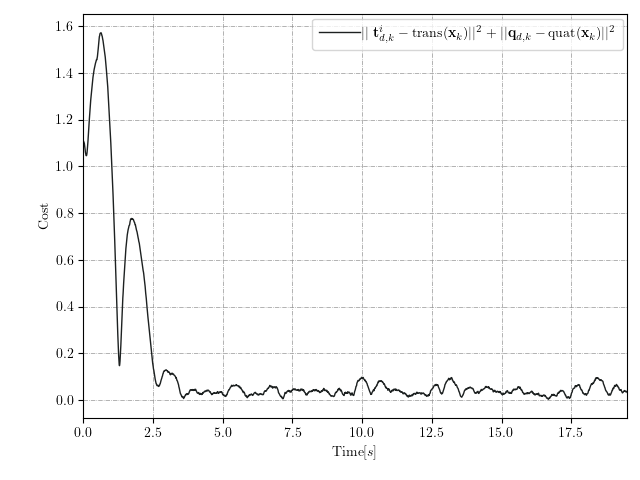 || t^i_{d,k} − trans(x_k)||² + ||q_{d,k} − quat(x_k)||²
1.6
1.4
1.2
1.0
0.8
0.6
0.4
0.2
0.0
Cost
0.0 2.5 5.0 7.5 10.0 12.5 15.0 17.5
Time[s]